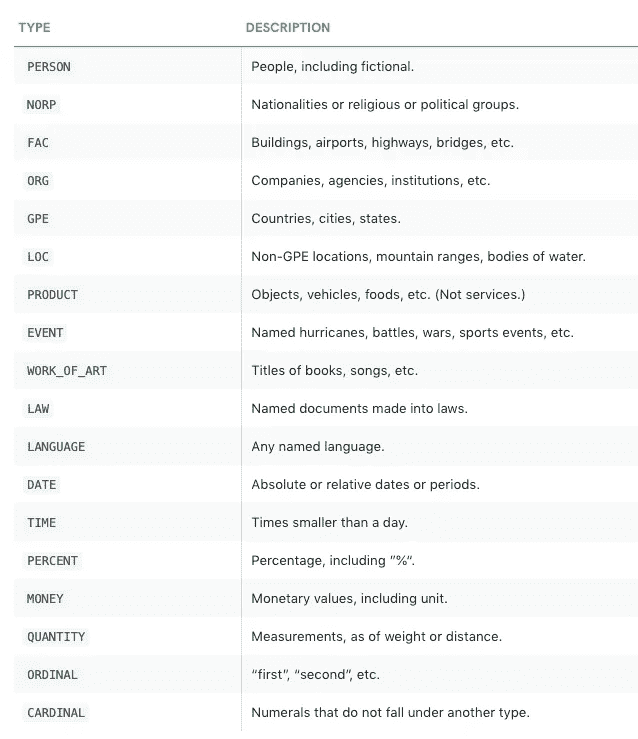 TYPE DESCRIPTION
PERSON People, including fictional.
NORP Nationalities or religious or political groups.
FAC Buildings, airports, highways, bridges, etc.
ORG Companies, agencies, institutions, etc.
GPE Countries, cities, states.
LOC Non-GPE locations, mountain ranges, bodies of water.
PRODUCT Objects, vehicles, foods, etc. (Not services.)
EVENT Named hurricanes, battles, wars, sports events, etc.
WORK_OF_ART Titles of books, songs, etc.
LAW Named documents made into laws.
LANGUAGE Any named language.
DATE Absolute or relative dates or periods.
TIME Times smaller than a day.
PERCENT Percentage, including ”%“.
MONEY Monetary values, including unit.
QUANTITY Measurements, as of weight or distance.
ORDINAL “first”, “second”, etc.
CARDINAL Numerals that do not fall under another type.